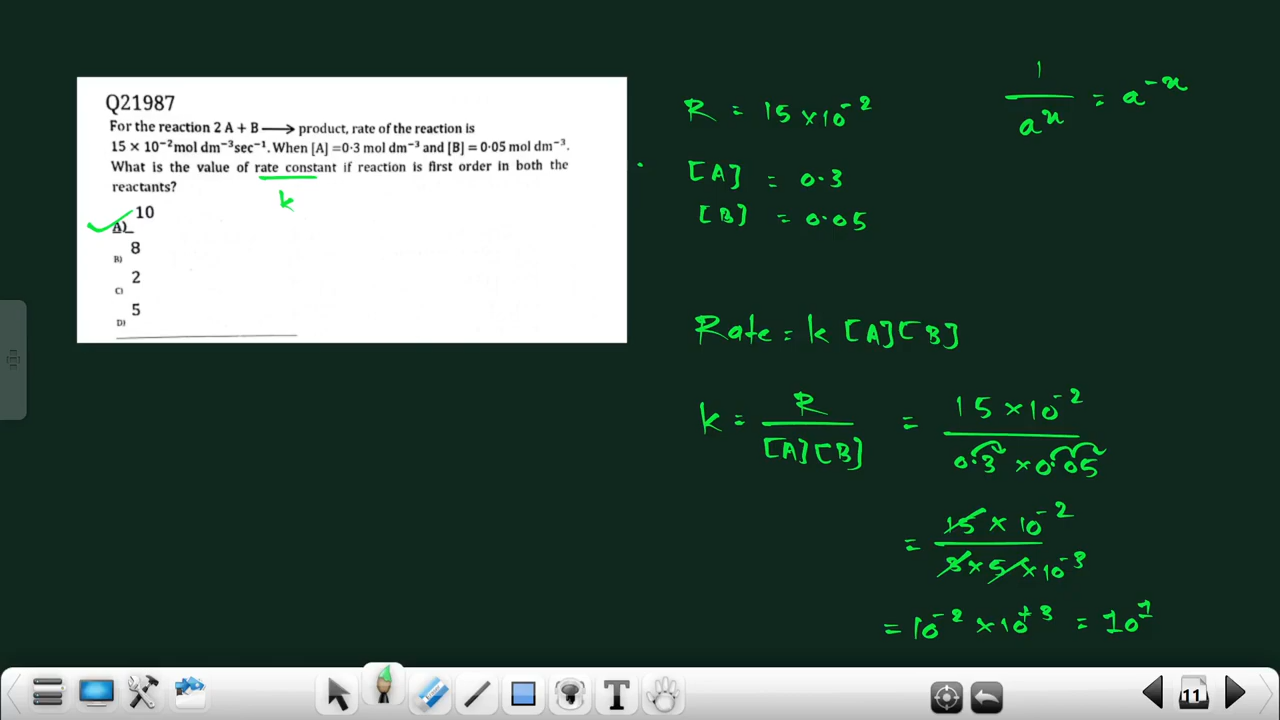 Q21987
For the reaction 2 A + B ⟶ product, rate of the reaction is
15 × 10⁻² mol dm⁻³sec⁻¹. When [A] =0·3 mol dm⁻³ and [B] = 0·05 mol dm⁻³.
What is the value of rate constant if reaction is first order in both the
reactants?
k
10
A)
8
B)
2
C)
5
D)
R = 15 × 10⁻²
1/aˣ = a⁻ˣ
[A] = 0.3
[B] = 0.05
Rate = k [A][B]
k = R/[A][B] = 15 × 10⁻²/0.3 × 0.05
= 15 × 10⁻²/3 × 5 × 10⁻³
= 10⁻² × 10⁺³ = 10¹
T
11